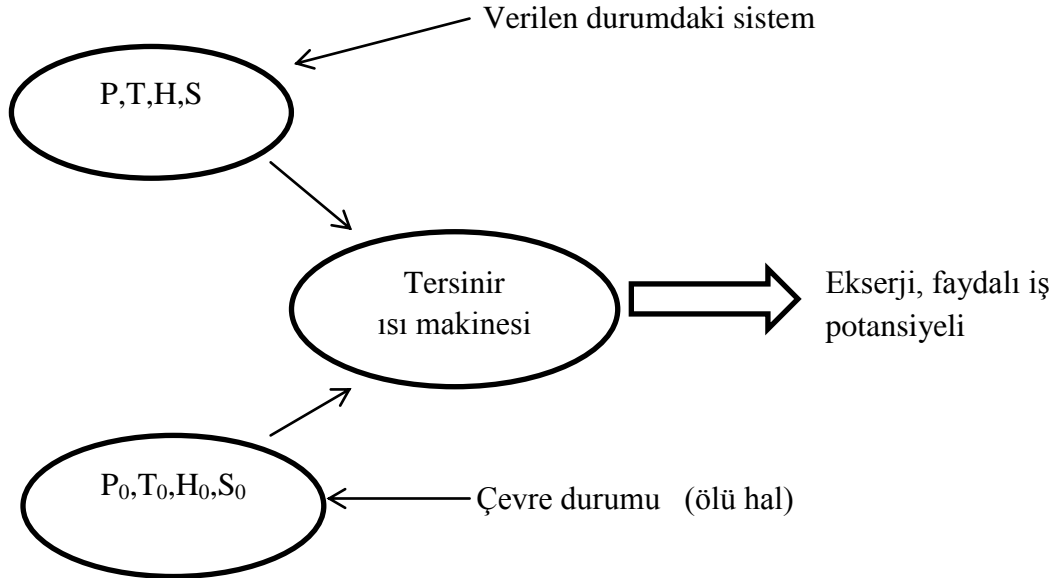 Verilen durumdaki sistem
P,T,H,S
Tersinir
ısı makinesi
Ekserji, faydalı iş
potansiyeli
P₀,T₀,H₀,S₀
Çevre durumu (ölü hal)